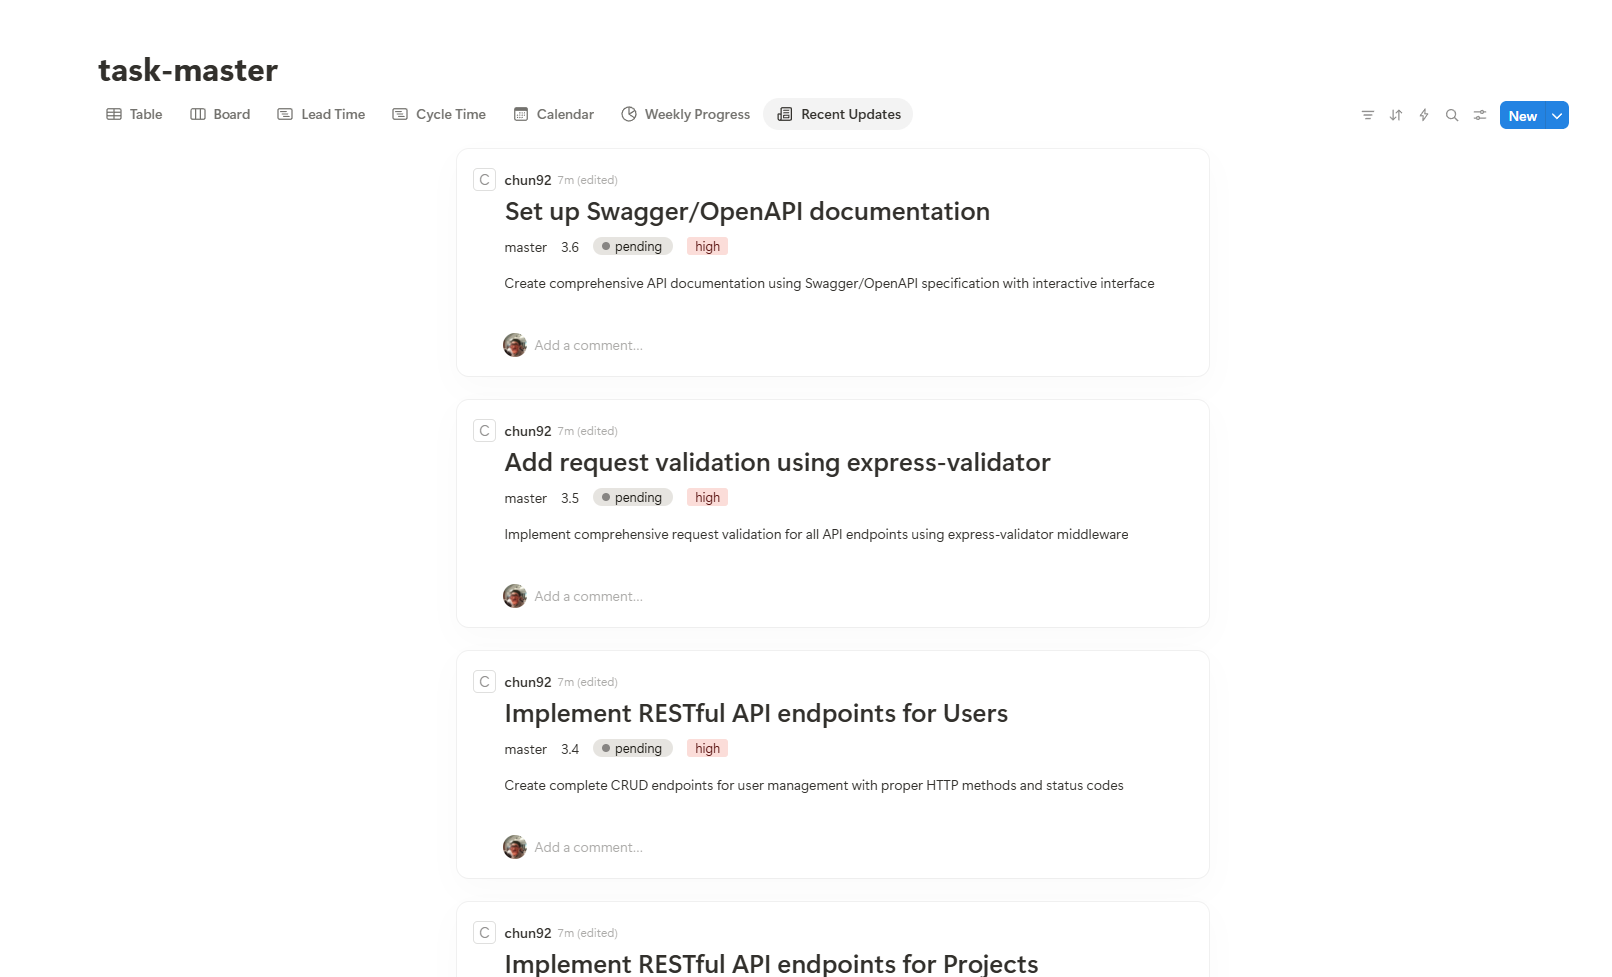 task-master
Table Board Lead Time Cycle Time Calendar Weekly Progress Recent Updates New
C chun92 7m (edited)
Set up Swagger/OpenAPI documentation
master 3.6 pending high
Create comprehensive API documentation using Swagger/OpenAPI specification with interactive interface
Add a comment...
C chun92 7m (edited)
Add request validation using express-validator
master 3.5 pending high
Implement comprehensive request validation for all API endpoints using express-validator middleware
Add a comment...
C chun92 7m (edited)
Implement RESTful API endpoints for Users
master 3.4 pending high
Create complete CRUD endpoints for user management with proper HTTP methods and status codes
Add a comment...
C chun92 7m (edited)
Implement RESTful API endpoints for Projects